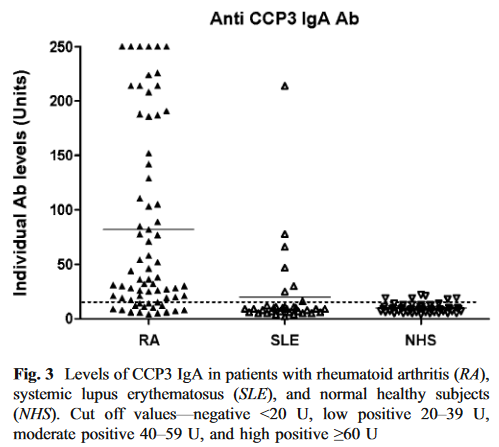 Anti CCP3 IgA Ab
Individual Ab levels (Units)
250
200
150
100
50
0
RA
SLE
NHS
Fig. 3 Levels of CCP3 IgA in patients with rheumatoid arthritis (RA),
systemic lupus erythematosus (SLE), and normal healthy subjects
(NHS). Cut off values—negative <20 U, low positive 20–39 U,
moderate positive 40–59 U, and high positive ≥60 U